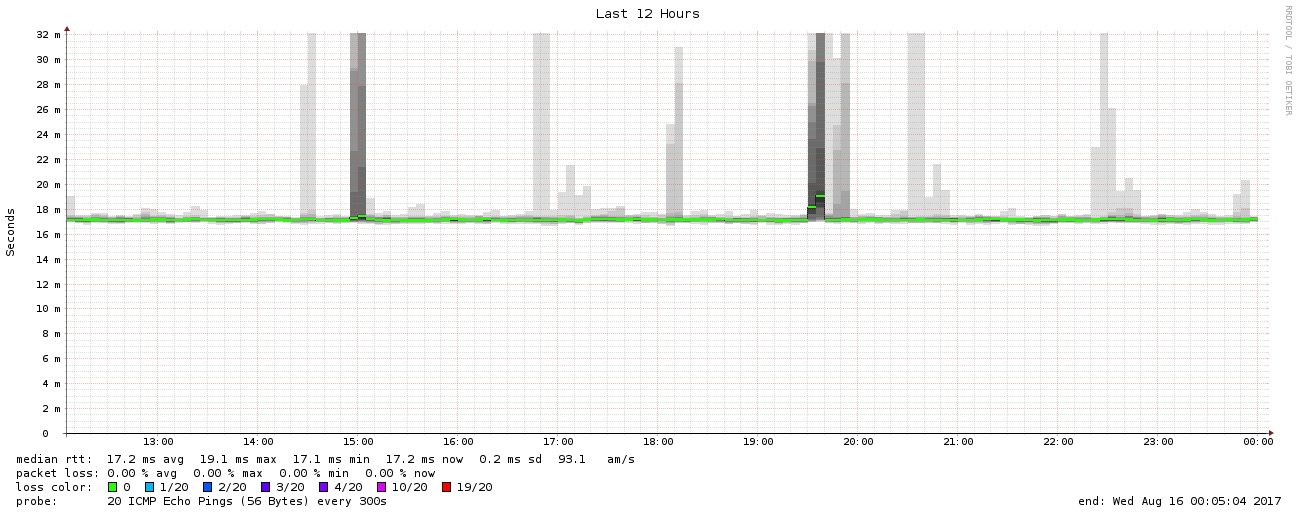 Last 12 Hours
RRDTOOL / TOBI OETIKER
Seconds
32 m
30 m
28 m
26 m
24 m
22 m
20 m
18 m
16 m
14 m
12 m
10 m
8 m
6 m
4 m
2 m
0
13:00 14:00 15:00 16:00 17:00 18:00 19:00 20:00 21:00 22:00 23:00 00:00
median rtt: 17.2 ms avg 19.1 ms max 17.1 ms min 17.2 ms now 0.2 ms sd 93.1 am/s
packet loss: 0.00 % avg 0.00 % max 0.00 % min 0.00 % now
loss color: 0 1/20 2/20 3/20 4/20 10/20 19/20
probe: 20 ICMP Echo Pings (56 Bytes) every 300s end: Wed Aug 16 00:05:04 2017